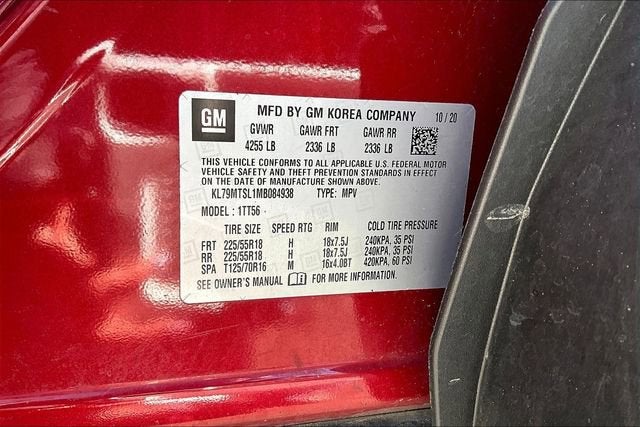 GM MFD BY GM KOREA COMPANY 10/20
GVWR GAWR FRT GAWR RR
4255 LB 2336 LB 2336 LB
THIS VEHICLE CONFORMS TO ALL APPLICABLE U.S. FEDERAL MOTOR
VEHICLE SAFETY AND THEFT PREVENTION STANDARDS IN
EFFECT ON THE DATE OF MANUFACTURE SHOWN ABOVE.
KL79MTSL1MB084938 TYPE: MPV
MODEL: 1TT56
TIRE SIZE SPEED RTG RIM COLD TIRE PRESSURE
FRT 225/55R18 H 18x7.5J 240KPA, 35 PSI
RR 225/55R18 H 18x7.5J 240KPA, 35 PSI
SPA T125/70R16 M 16x4.0BT 420KPA, 60 PSI
SEE OWNER'S MANUAL FOR MORE INFORMATION.